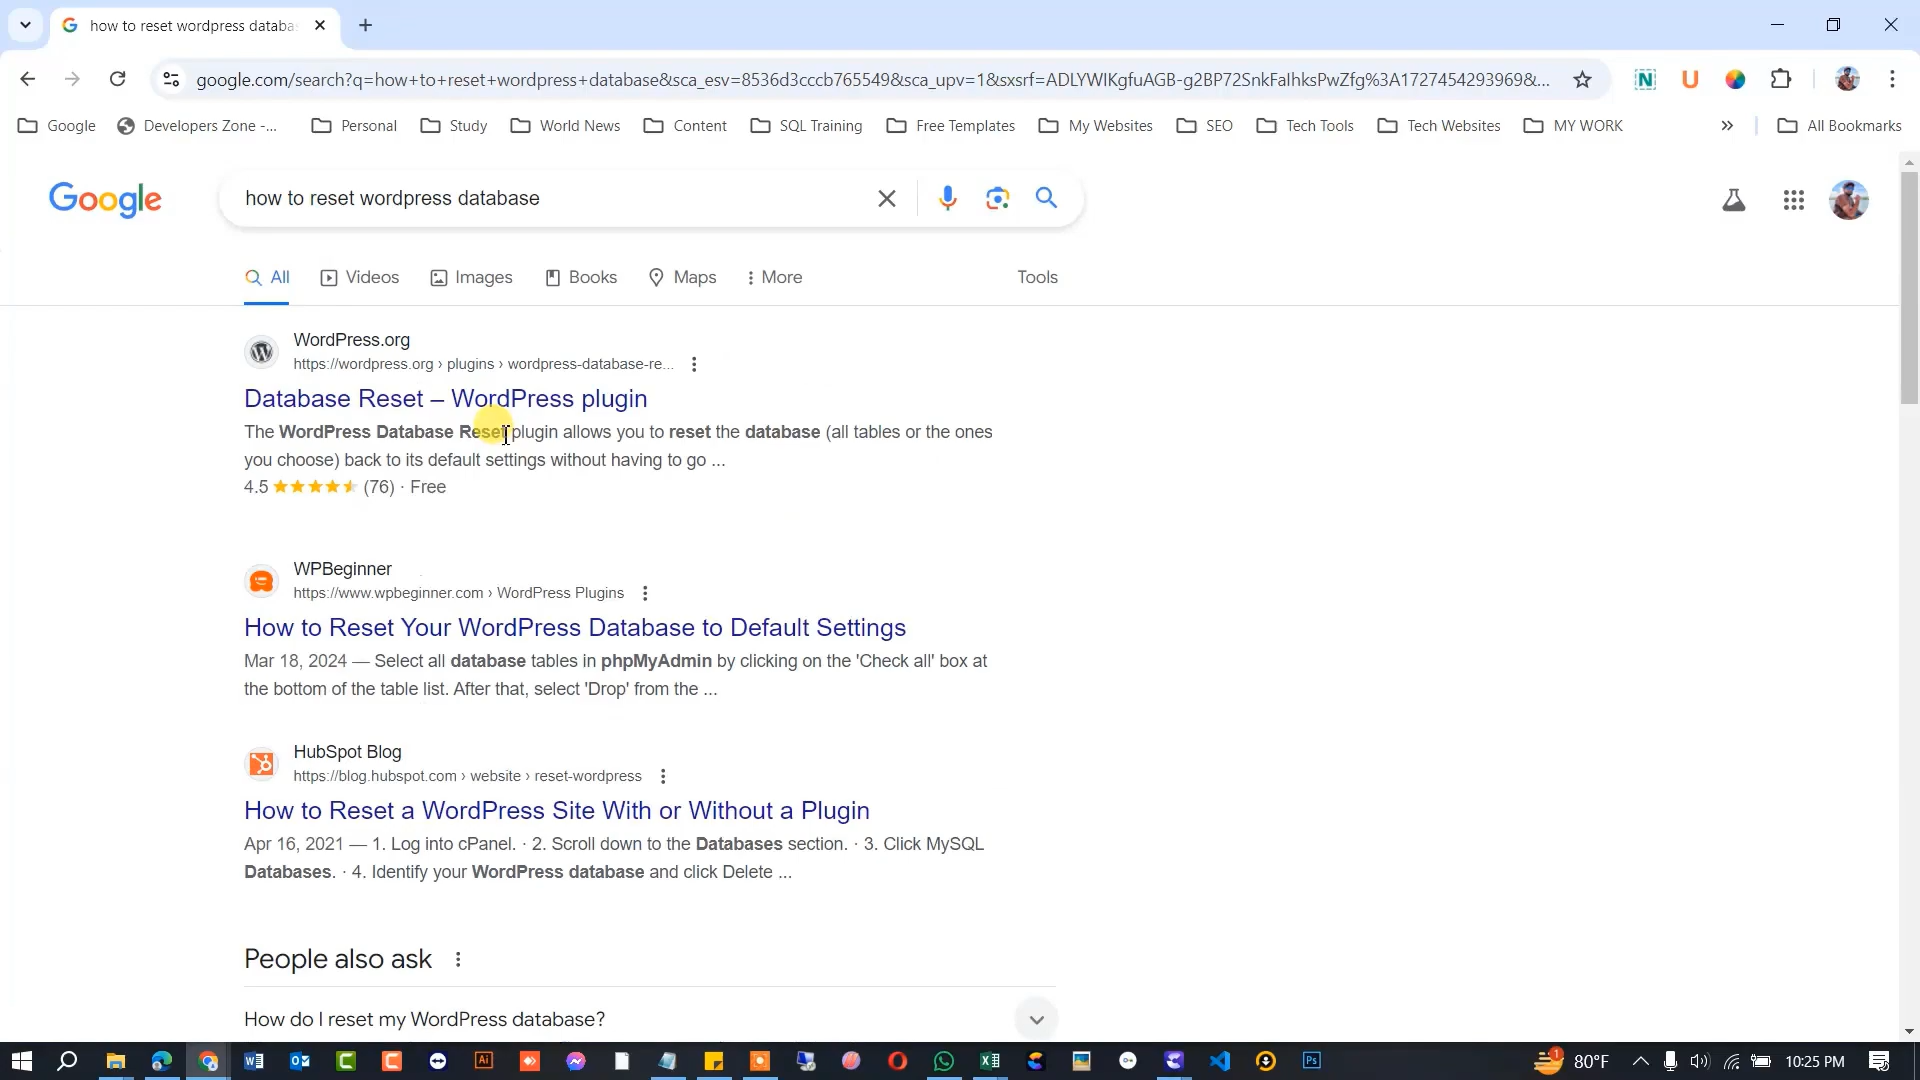 how to reset wordpress databa
google.com/search?q=how+to+reset+wordpress+database&sca_esv=8536d3cccb765549&sca_upv=1&sxsrf=ADLYWIKgfuAGB-g2BP72SnkFaIhksPwZfg%3A1727454293969&...
Google
Developers Zone -...
Personal
Study
World News
Content
SQL Training
Free Templates
My Websites
SEO
Tech Tools
Tech Websites
MY WORK
All Bookmarks
Google
how to reset wordpress database
All
Videos
Images
Books
Maps
More
Tools
WordPress.org
https://wordpress.org › plugins › wordpress-database-re...
Database Reset – WordPress plugin
The WordPress Database Reset plugin allows you to reset the database (all tables or the ones
you choose) back to its default settings without having to go ...
4.5 (76) · Free
WPBeginner
https://www.wpbeginner.com › WordPress Plugins
How to Reset Your WordPress Database to Default Settings
Mar 18, 2024 — Select all database tables in phpMyAdmin by clicking on the 'Check all' box at
the bottom of the table list. After that, select 'Drop' from the ...
HubSpot Blog
https://blog.hubspot.com › website › reset-wordpress
How to Reset a WordPress Site With or Without a Plugin
Apr 16, 2021 — 1. Log into cPanel. · 2. Scroll down to the Databases section. · 3. Click MySQL
Databases. · 4. Identify your WordPress database and click Delete ...
People also ask
How do I reset my WordPress database?
80°F
10:25 PM